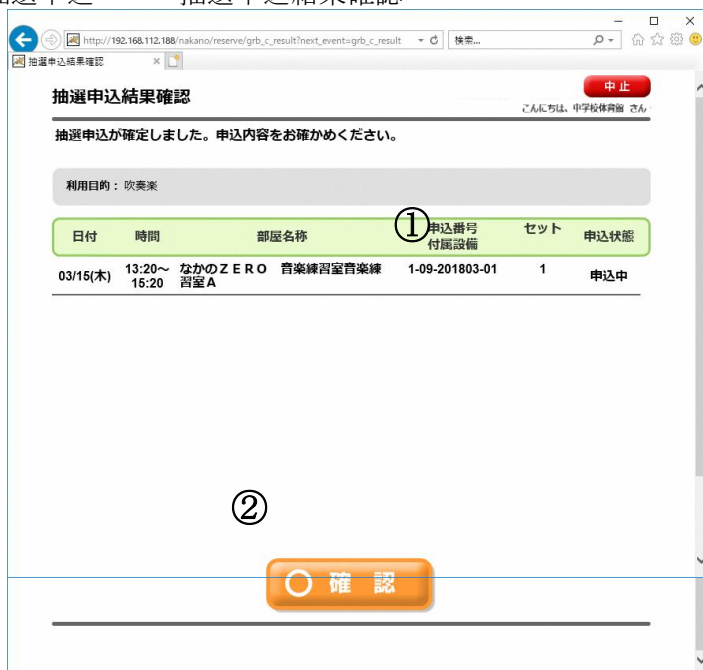 抽選申込結果確認
http://192.168.112.188/nakano/reserve/grb_c_result?next_event=grb_c_result
検索...
抽選申込結果確認
抽選申込結果確認
中止
こんにちは、中学校体育館 さん
抽選申込が確定しました。申込内容をお確かめください。
利用目的：吹奏楽
①
日付 時間 部屋名称 申込番号 付属設備 セット 申込状態
03/15(木) 13:20～15:20 なかのＺＥＲＯ 音楽練習室音楽練習室Ａ 1-09-201803-01 1 申込中
②
○ 確認